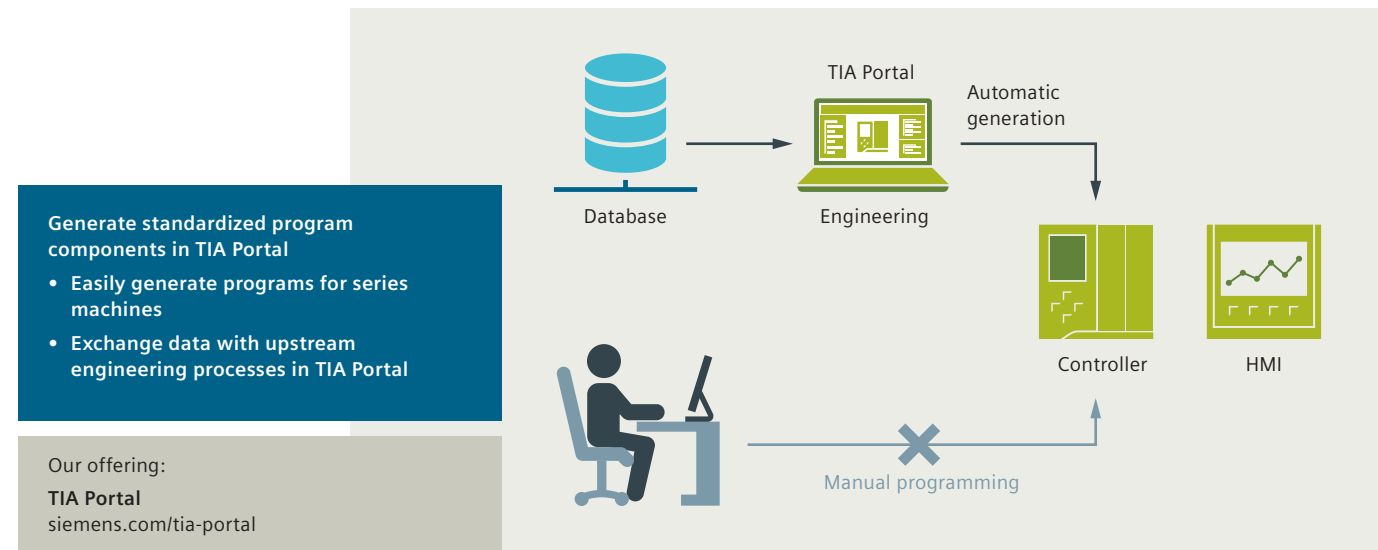 Generate standardized program
components in TIA Portal
• Easily generate programs for series
machines
• Exchange data with upstream
engineering processes in TIA Portal
Our offering:
TIA Portal
siemens.com/tia-portal
TIA Portal
Automatic
generation
Database
Engineering
Controller
HMI
Manual programming